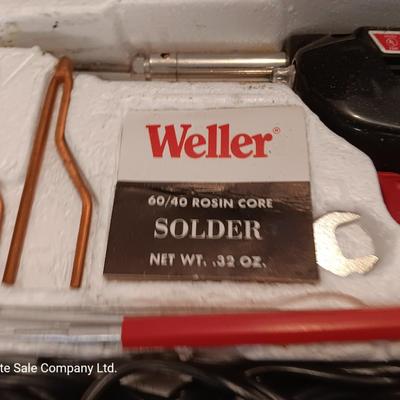 Weller®
60/40 ROSIN CORE
SOLDER
NET WT. .32 OZ.
te Sale Company Ltd.